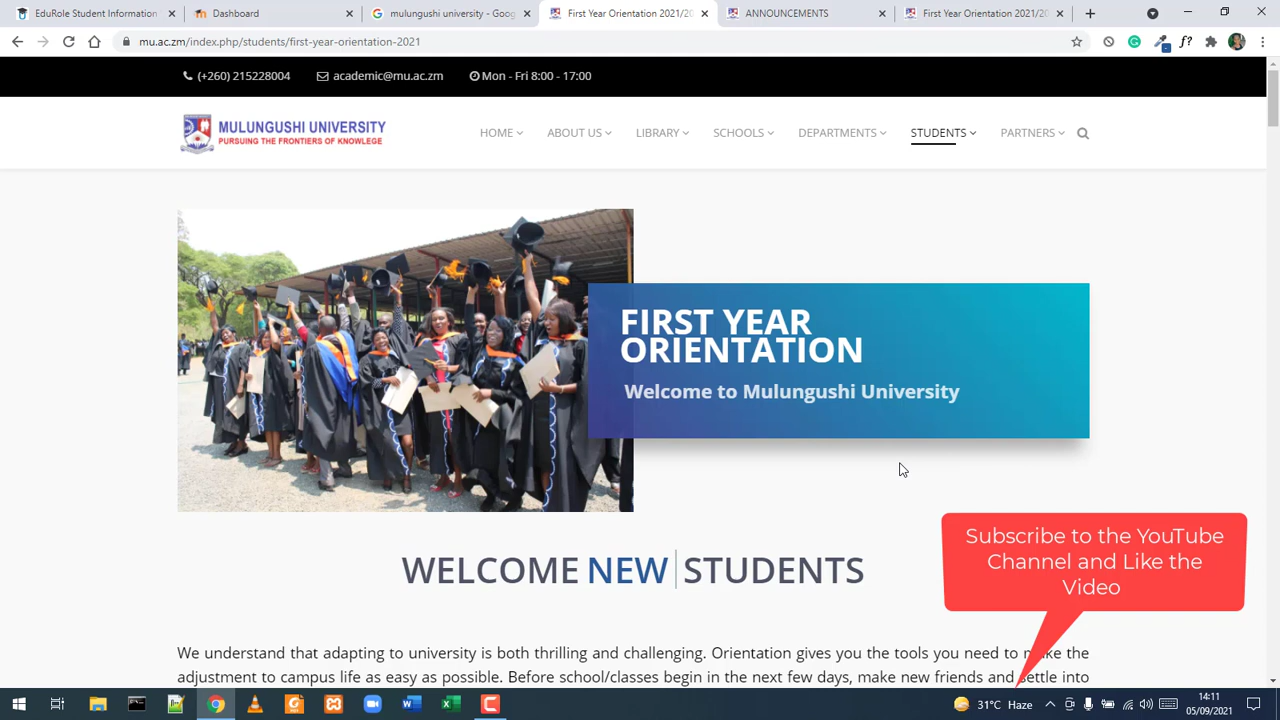 EduRole Student Information
Dashboard
mulungushi university - Goog
First Year Orientation 2021/20
ANNOUNCEMENTS
First Year Orientation 2021/20
mu.ac.zm/index.php/students/first-year-orientation-2021
(+260) 215228004
academic@mu.ac.zm
Mon - Fri 8:00 - 17:00
MULUNGUSHI UNIVERSITY
PURSUING THE FRONTIERS OF KNOWLEGE
HOME
ABOUT US
LIBRARY
SCHOOLS
DEPARTMENTS
STUDENTS
PARTNERS
FIRST YEAR
ORIENTATION
Welcome to Mulungushi University
WELCOME NEW STUDENTS
Subscribe to the YouTube
Channel and Like the
Video
We understand that adapting to university is both thrilling and challenging. Orientation gives you the tools you need to make the
adjustment to campus life as easy as possible. Before school/classes begin in the next few days, make new friends and settle into
31°C Haze
14:11
05/09/2021